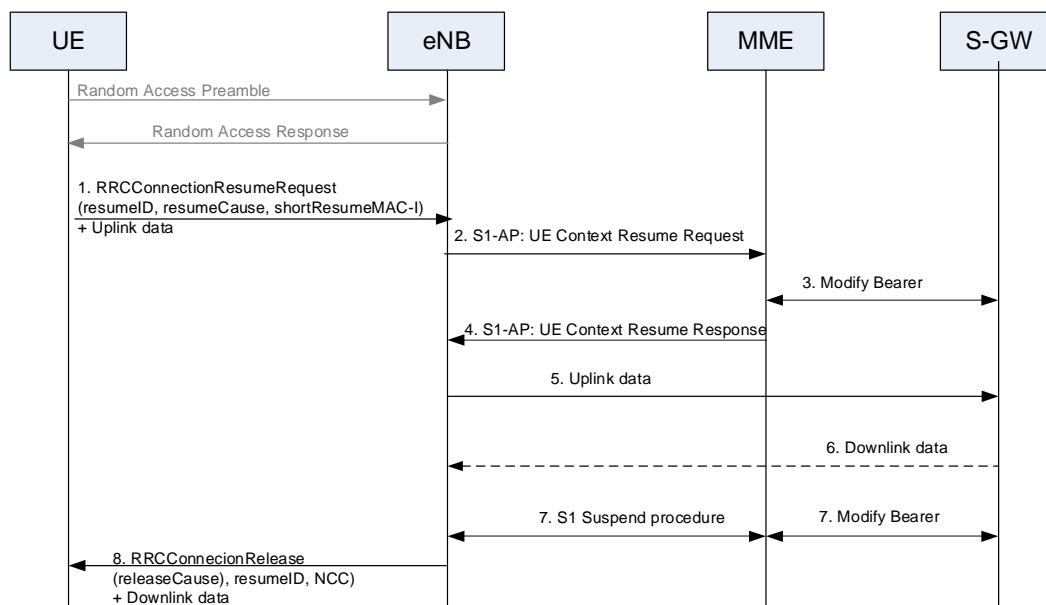 UE
eNB
MME
S-GW
Random Access Preamble
Random Access Response
1. RRCConnectionResumeRequest
(resumeID, resumeCause, shortResumeMAC-I)
+ Uplink data
2. S1-AP: UE Context Resume Request
3. Modify Bearer
4. S1-AP: UE Context Resume Response
5. Uplink data
6. Downlink data
7. S1 Suspend procedure
7. Modify Bearer
8. RRCConnecionRelease
(releaseCause), resumeID, NCC)
+ Downlink data